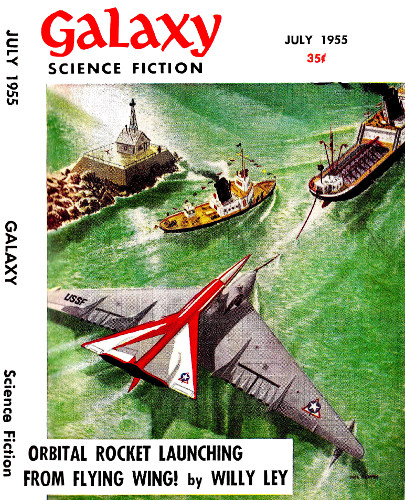 JULY 1955
GALAXY
Science Fiction
Galaxy
SCIENCE FICTION
JULY 1955
35¢
USSF
ORBITAL ROCKET LAUNCHING
FROM FLYING WING! by WILLY LEY